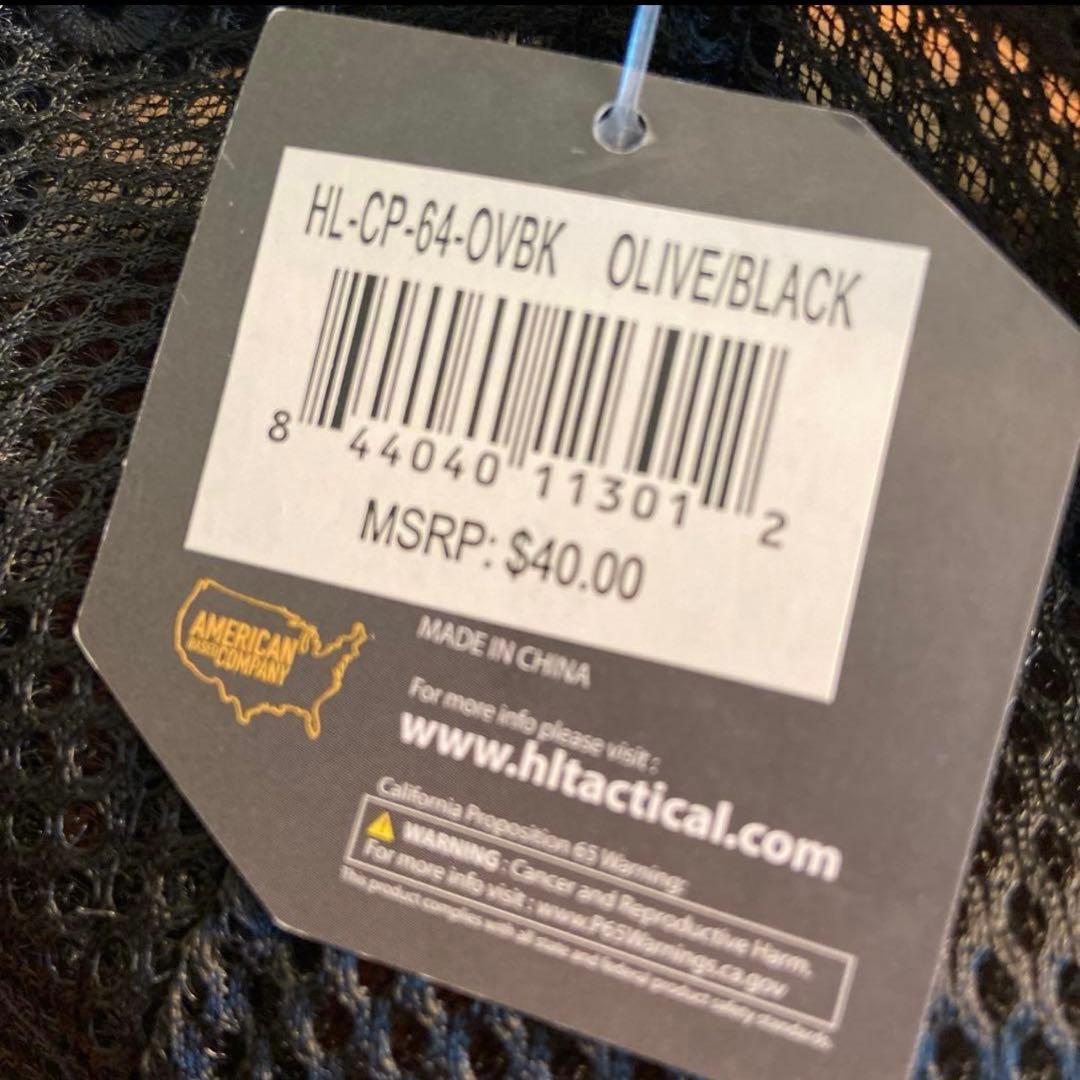 HL-CP-64-OVBK OLIVE/BLACK
8 44040 11301 2
MSRP: $40.00
AMERICAN
BASED
COMPANY
MADE IN CHINA
For more info please visit :
www.hltactical.com
California Proposition 65 Warning:
WARNING : Cancer and Reproductive Harm.
For more info visit : www.P65Warnings.ca.gov
This product complies with all state and federal product safety standards.